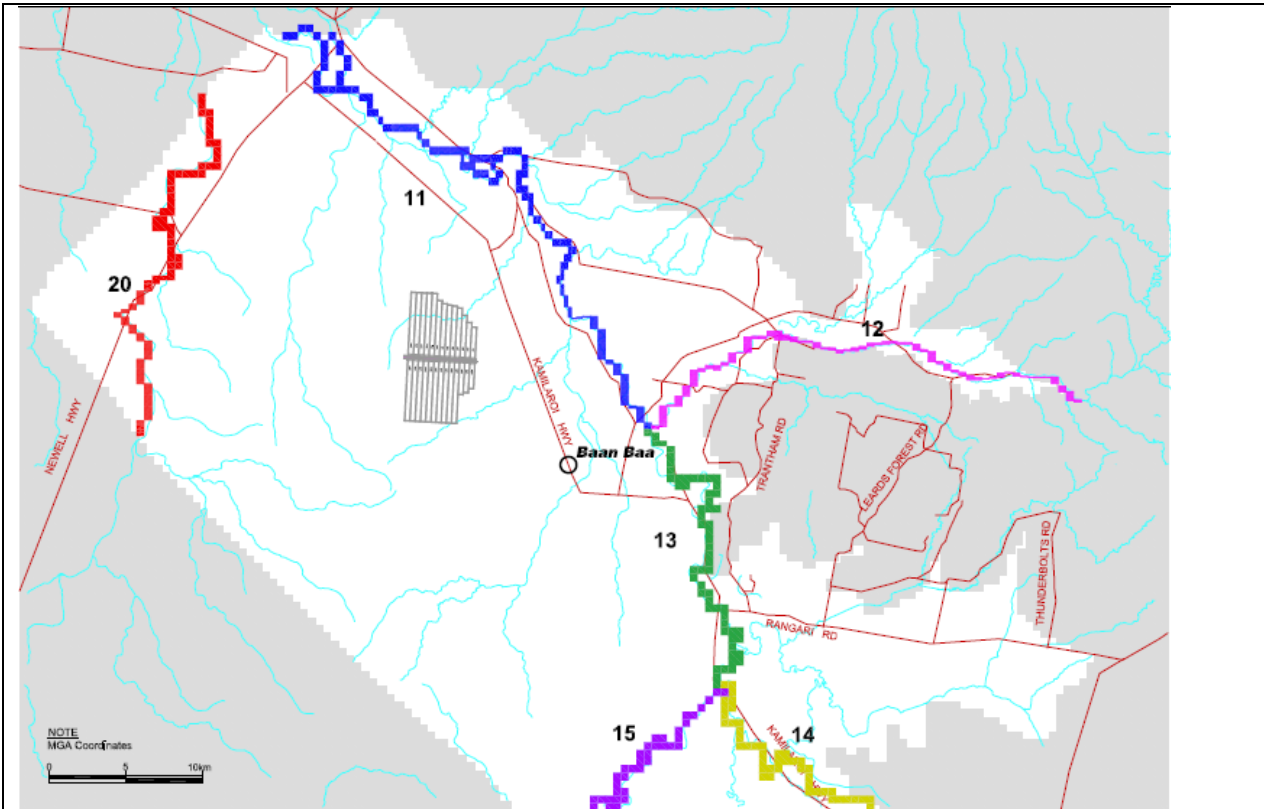 11
20
12
KAMILAROI HWY
NEWELL HWY
Baan Baa
TRANTHAM RD
LEARDS FOREST RD
13
THUNDERBOLTS RD
RANGARI RD
15
14
NOTE
MGA Coordinates
0 5 10km